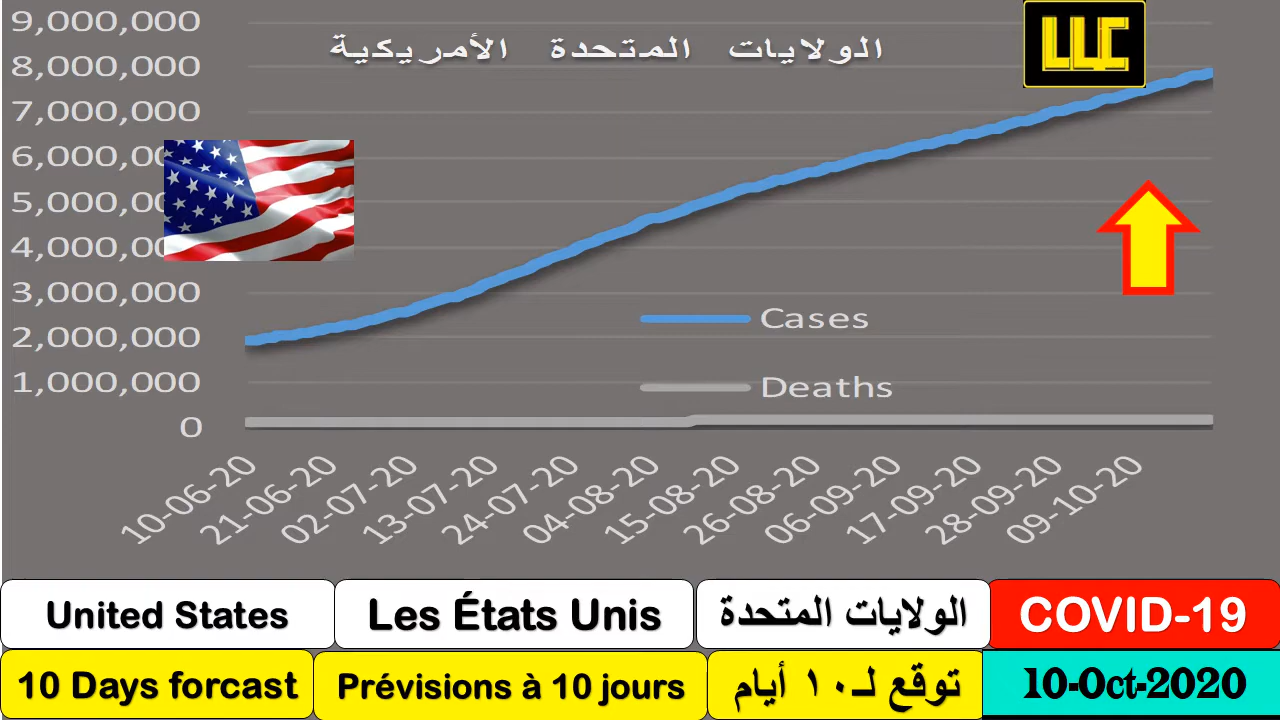 9,000,000
الولايات المتحدة الأمريكية
LLC
8,000,000
7,000,000
6,000,00
5,000,00
4,000,00
3,000,000
2,000,000
1,000,000
0
Cases
Deaths
10-06-20
21-06-20
02-07-20
13-07-20
24-07-20
04-08-20
15-08-20
26-08-20
06-09-20
17-09-20
28-09-20
09-10-20
United States
Les États Unis
الولايات المتحدة
COVID-19
10 Days forcast
Prévisions à 10 jours
توقع لـ١٠ أيام
10-Oct-2020